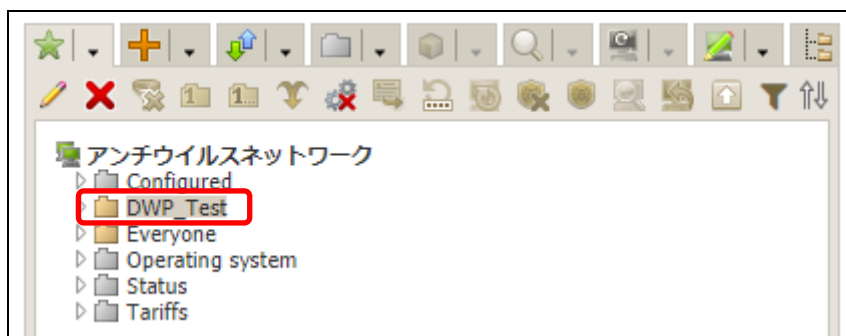 アンチウイルスネットワーク
Configured
DWP_Test
Everyone
Operating system
Status
Tariffs